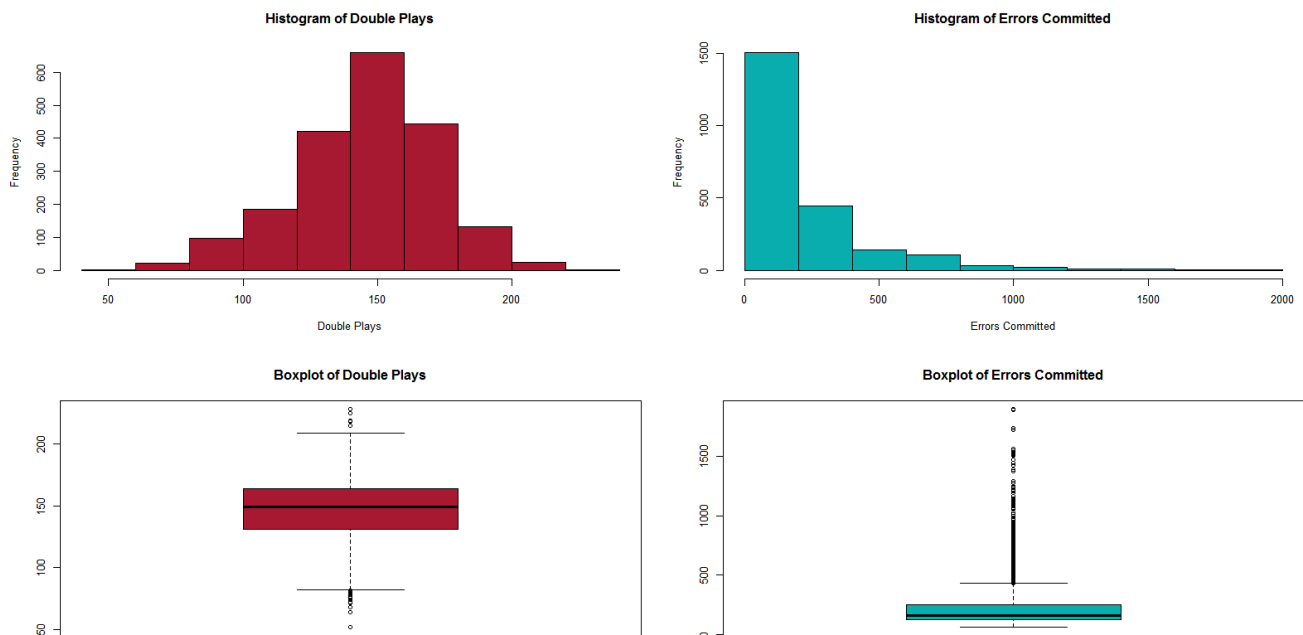 Histogram of Double Plays
Frequency
0 100 200 300 400 500 600
50 100 150 200
Double Plays
Histogram of Errors Committed
Frequency
0 500 1000 1500
0 500 1000 1500 2000
Errors Committed
Boxplot of Double Plays
50 100 150 200
Boxplot of Errors Committed
0 500 1000 1500